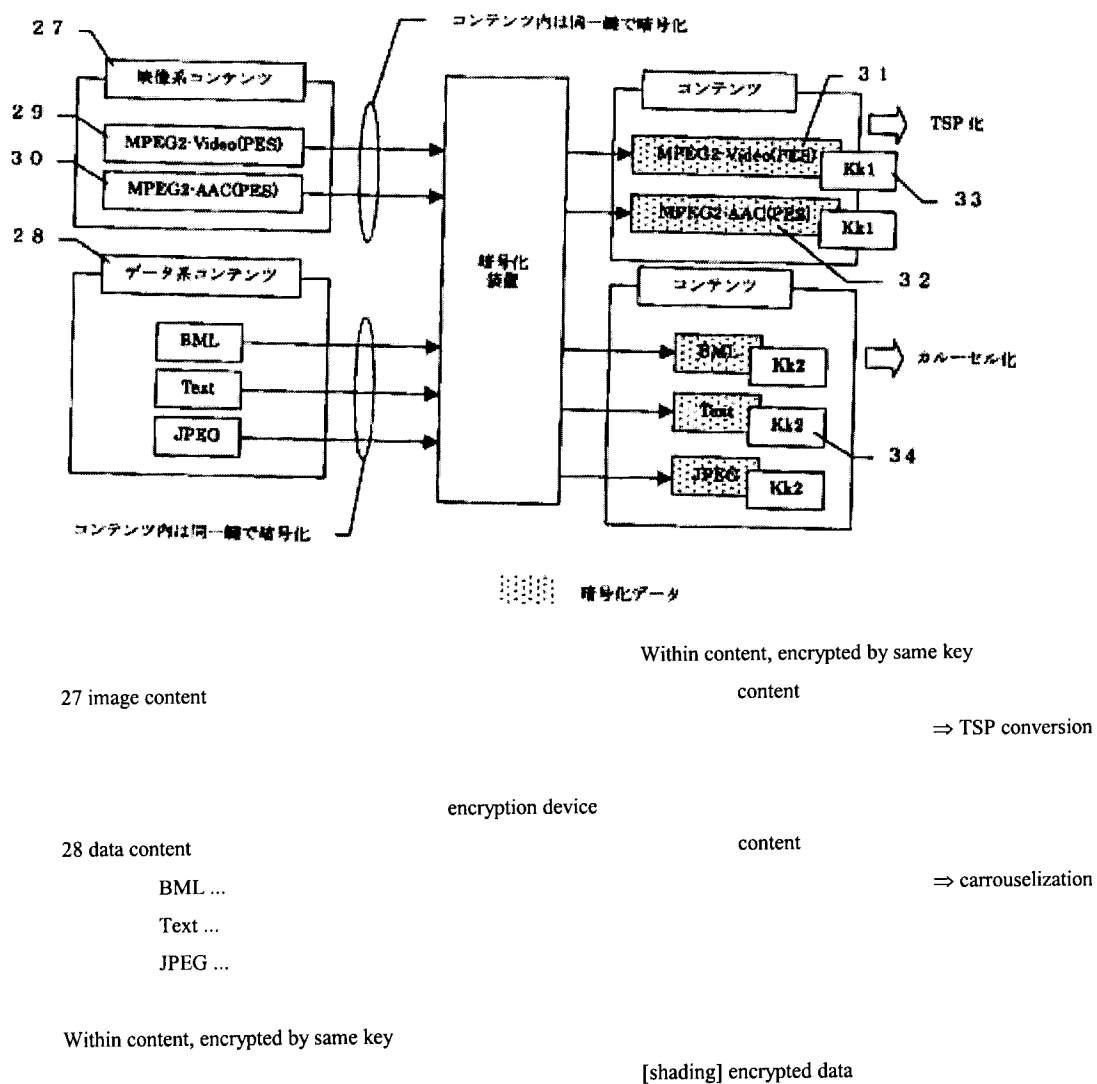 コンテンツ内は同一鍵で暗号化
27
映像系コンテンツ
29
MPEG2-Video(PES)
30
MPEG2-AAC(PES)
28
データ系コンテンツ
BML
Text
JPEG
コンテンツ内は同一鍵で暗号化
暗号化
装置
コンテンツ
31
TSP 化
MPEG2-Video(PES)
Kk1
33
MPEG2-AAC(PES)
Kk1
32
コンテンツ
BML
Kk2
カルーセル化
Text
Kk2
34
JPEG
Kk2
暗号化データ
Within content, encrypted by same key
27 image content
content
⇒ TSP conversion
encryption device
28 data content
content
BML ...
⇒ carrouselization
Text ...
JPEG ...
Within content, encrypted by same key
[shading] encrypted data